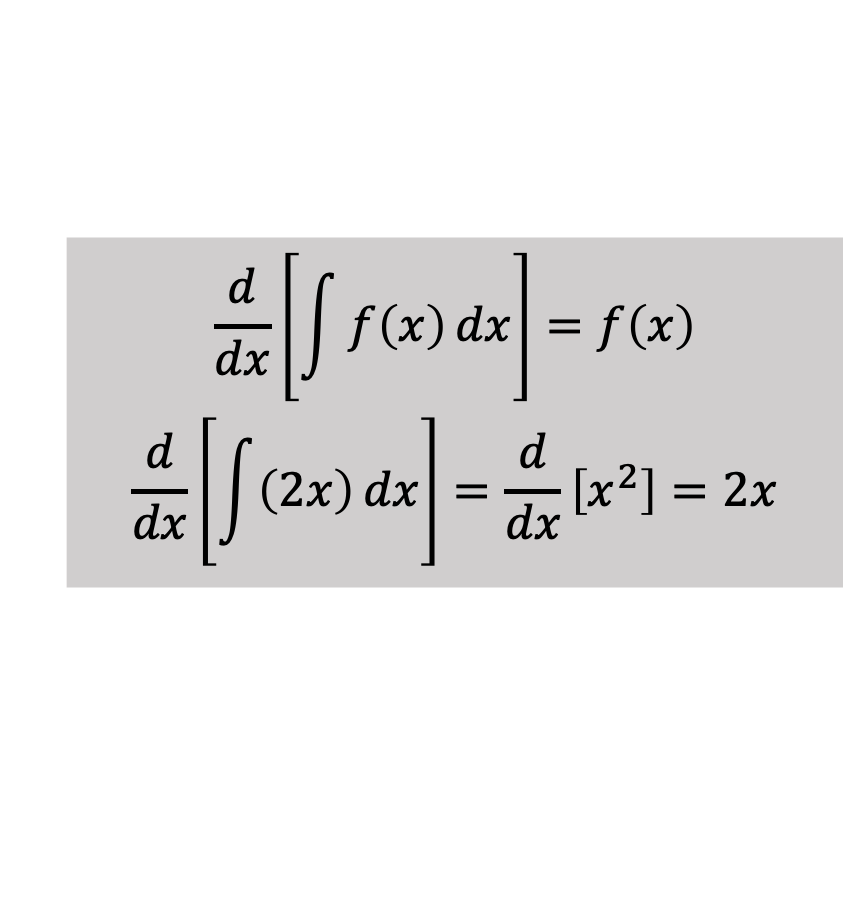 d/dx [∫ f(x) dx] = f(x)
d/dx [∫ (2x) dx] = d/dx [x²] = 2x